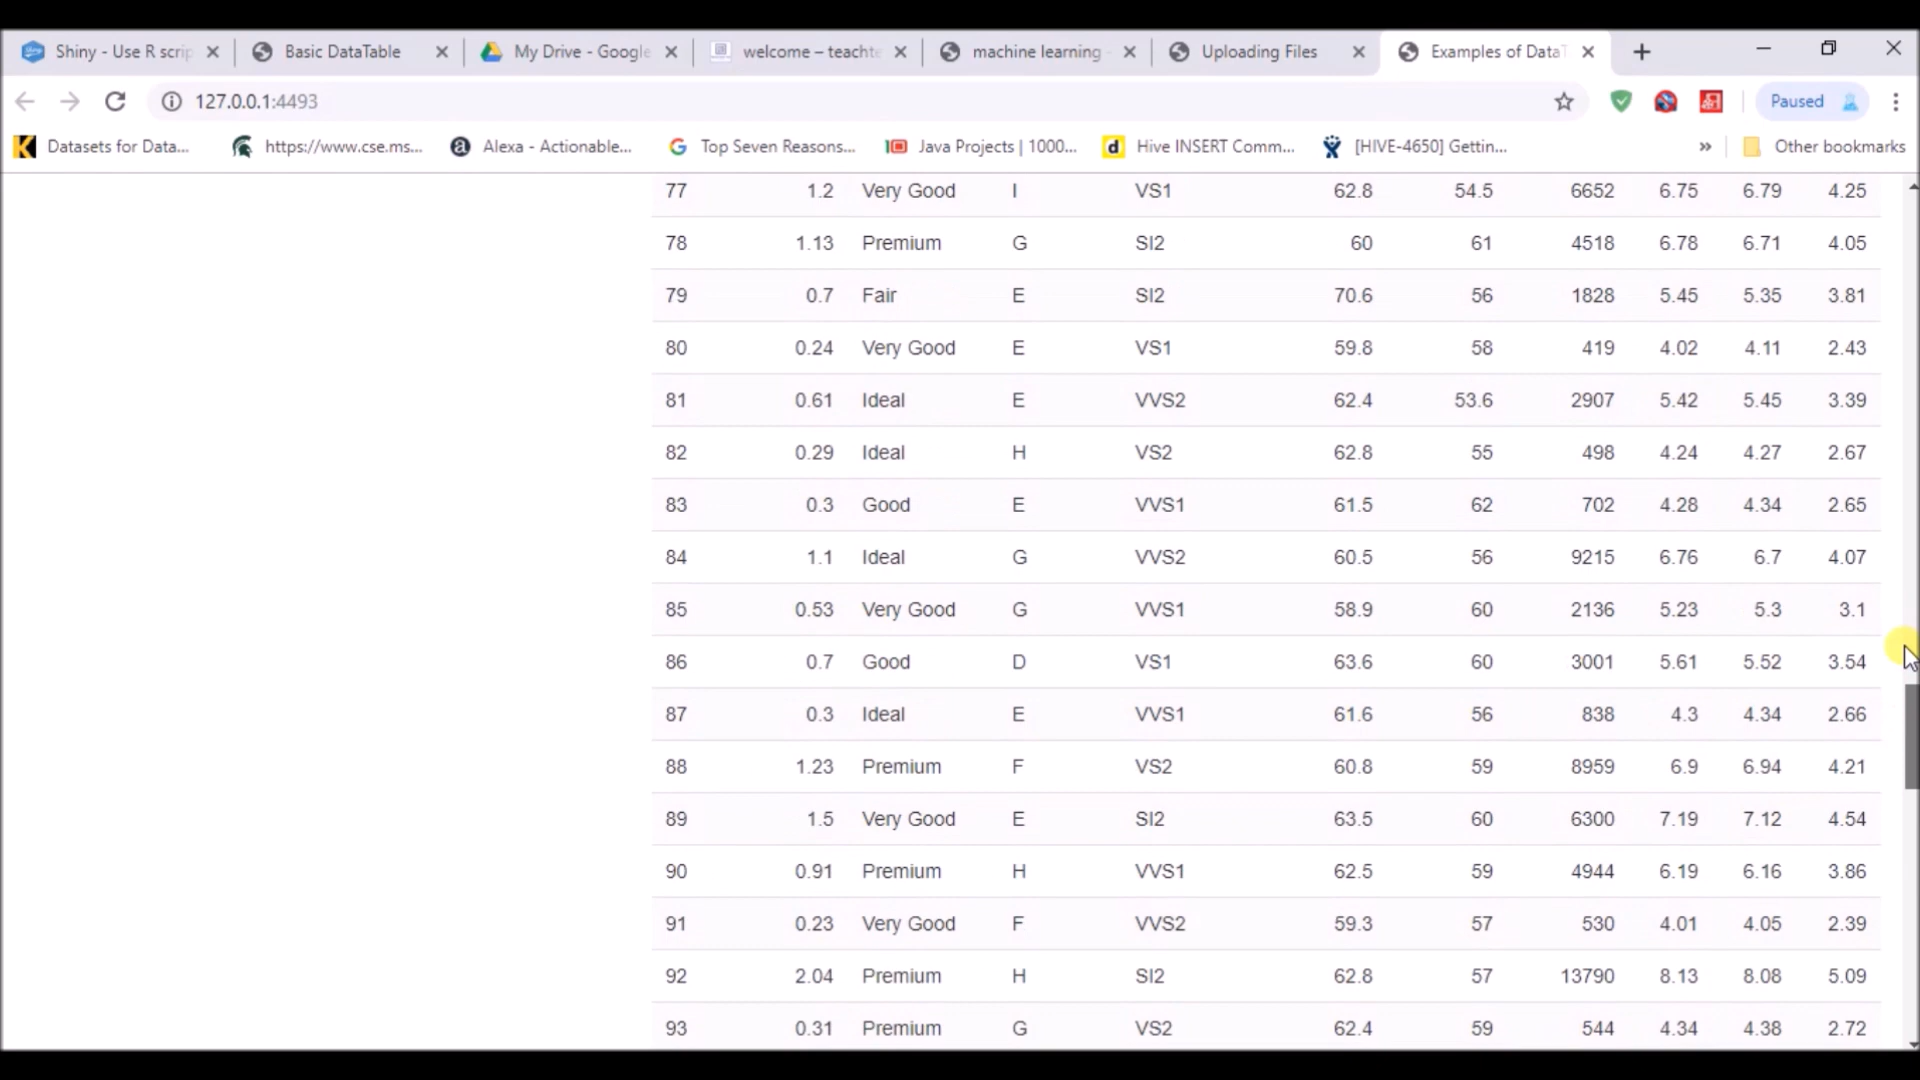 Shiny - Use R scrip Basic DataTable My Drive - Google welcome – teachte machine learning - Uploading Files Examples of DataT
127.0.0.1:4493 Paused
Datasets for Data... https://www.cse.ms... Alexa - Actionable... Top Seven Reasons... Java Projects | 1000... Hive INSERT Comm... [HIVE-4650] Gettin... » Other bookmarks
77 1.2 Very Good I VS1 62.8 54.5 6652 6.75 6.79 4.25
78 1.13 Premium G SI2 60 61 4518 6.78 6.71 4.05
79 0.7 Fair E SI2 70.6 56 1828 5.45 5.35 3.81
80 0.24 Very Good E VS1 59.8 58 419 4.02 4.11 2.43
81 0.61 Ideal E VVS2 62.4 53.6 2907 5.42 5.45 3.39
82 0.29 Ideal H VS2 62.8 55 498 4.24 4.27 2.67
83 0.3 Good E VVS1 61.5 62 702 4.28 4.34 2.65
84 1.1 Ideal G VVS2 60.5 56 9215 6.76 6.7 4.07
85 0.53 Very Good G VVS1 58.9 60 2136 5.23 5.3 3.1
86 0.7 Good D VS1 63.6 60 3001 5.61 5.52 3.54
87 0.3 Ideal E VVS1 61.6 56 838 4.3 4.34 2.66
88 1.23 Premium F VS2 60.8 59 8959 6.9 6.94 4.21
89 1.5 Very Good E SI2 63.5 60 6300 7.19 7.12 4.54
90 0.91 Premium H VVS1 62.5 59 4944 6.19 6.16 3.86
91 0.23 Very Good F VVS2 59.3 57 530 4.01 4.05 2.39
92 2.04 Premium H SI2 62.8 57 13790 8.13 8.08 5.09
93 0.31 Premium G VS2 62.4 59 544 4.34 4.38 2.72